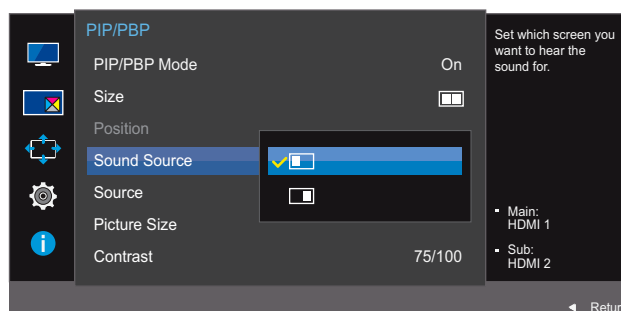 PIP/PBP
PIP/PBP Mode On
Size
Position
Sound Source
Source
Picture Size
Contrast 75/100
Set which screen you
want to hear the
sound for.
Main:
HDMI 1
Sub:
HDMI 2
Retur